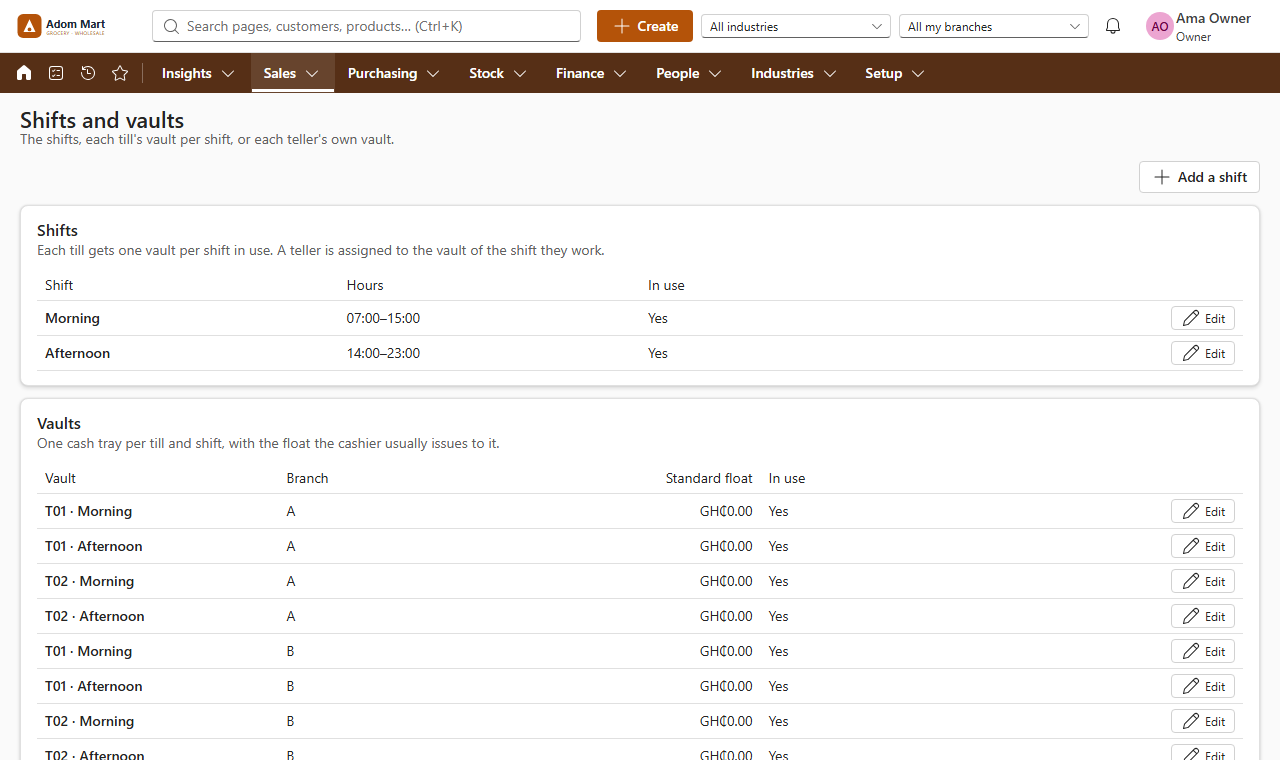 Adom Mart
GROCERY · WHOLESALE
Search pages, customers, products... (Ctrl+K)
Create
All industries
All my branches
AO
Ama Owner
Owner
Insights
Sales
Purchasing
Stock
Finance
People
Industries
Setup
Shifts and vaults
The shifts, each till's vault per shift, or each teller's own vault.
Add a shift
Shifts
Each till gets one vault per shift in use. A teller is assigned to the vault of the shift they work.
Shift Hours In use
Morning 07:00–15:00 Yes Edit
Afternoon 14:00–23:00 Yes Edit
Vaults
One cash tray per till and shift, with the float the cashier usually issues to it.
Vault Branch Standard float In use
T01 · Morning A GH₵0.00 Yes Edit
T01 · Afternoon A GH₵0.00 Yes Edit
T02 · Morning A GH₵0.00 Yes Edit
T02 · Afternoon A GH₵0.00 Yes Edit
T01 · Morning B GH₵0.00 Yes Edit
T01 · Afternoon B GH₵0.00 Yes Edit
T02 · Morning B GH₵0.00 Yes Edit
T02 · Afternoon B GH₵0.00 Yes Edit